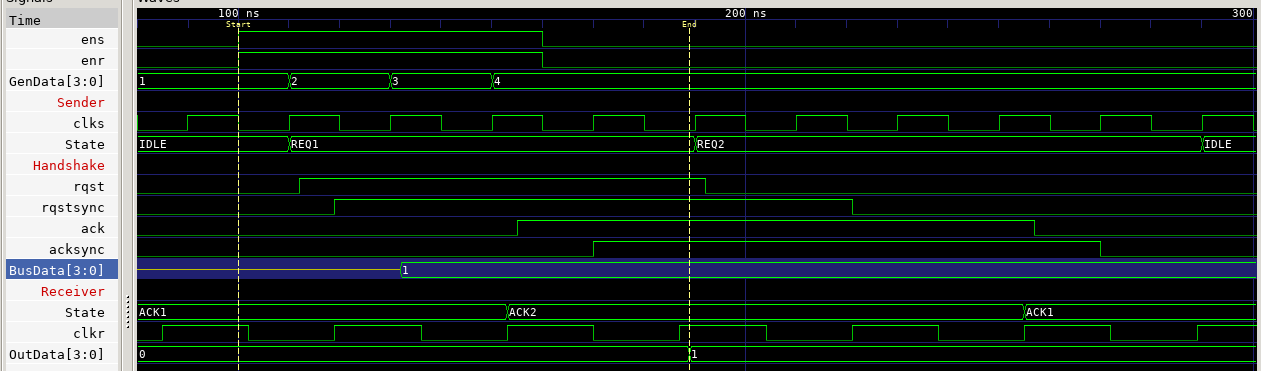 Signals Waves
Time 100 ns 200 ns 300
Start End
ens
enr
GenData[3:0] 1 2 3 4
Sender
clks
State IDLE REQ1 REQ2 IDLE
Handshake
rqst
rqstsync
ack
acksync
BusData[3:0] 1
Receiver
State ACK1 ACK2 ACK1
clkr
OutData[3:0] 0 1